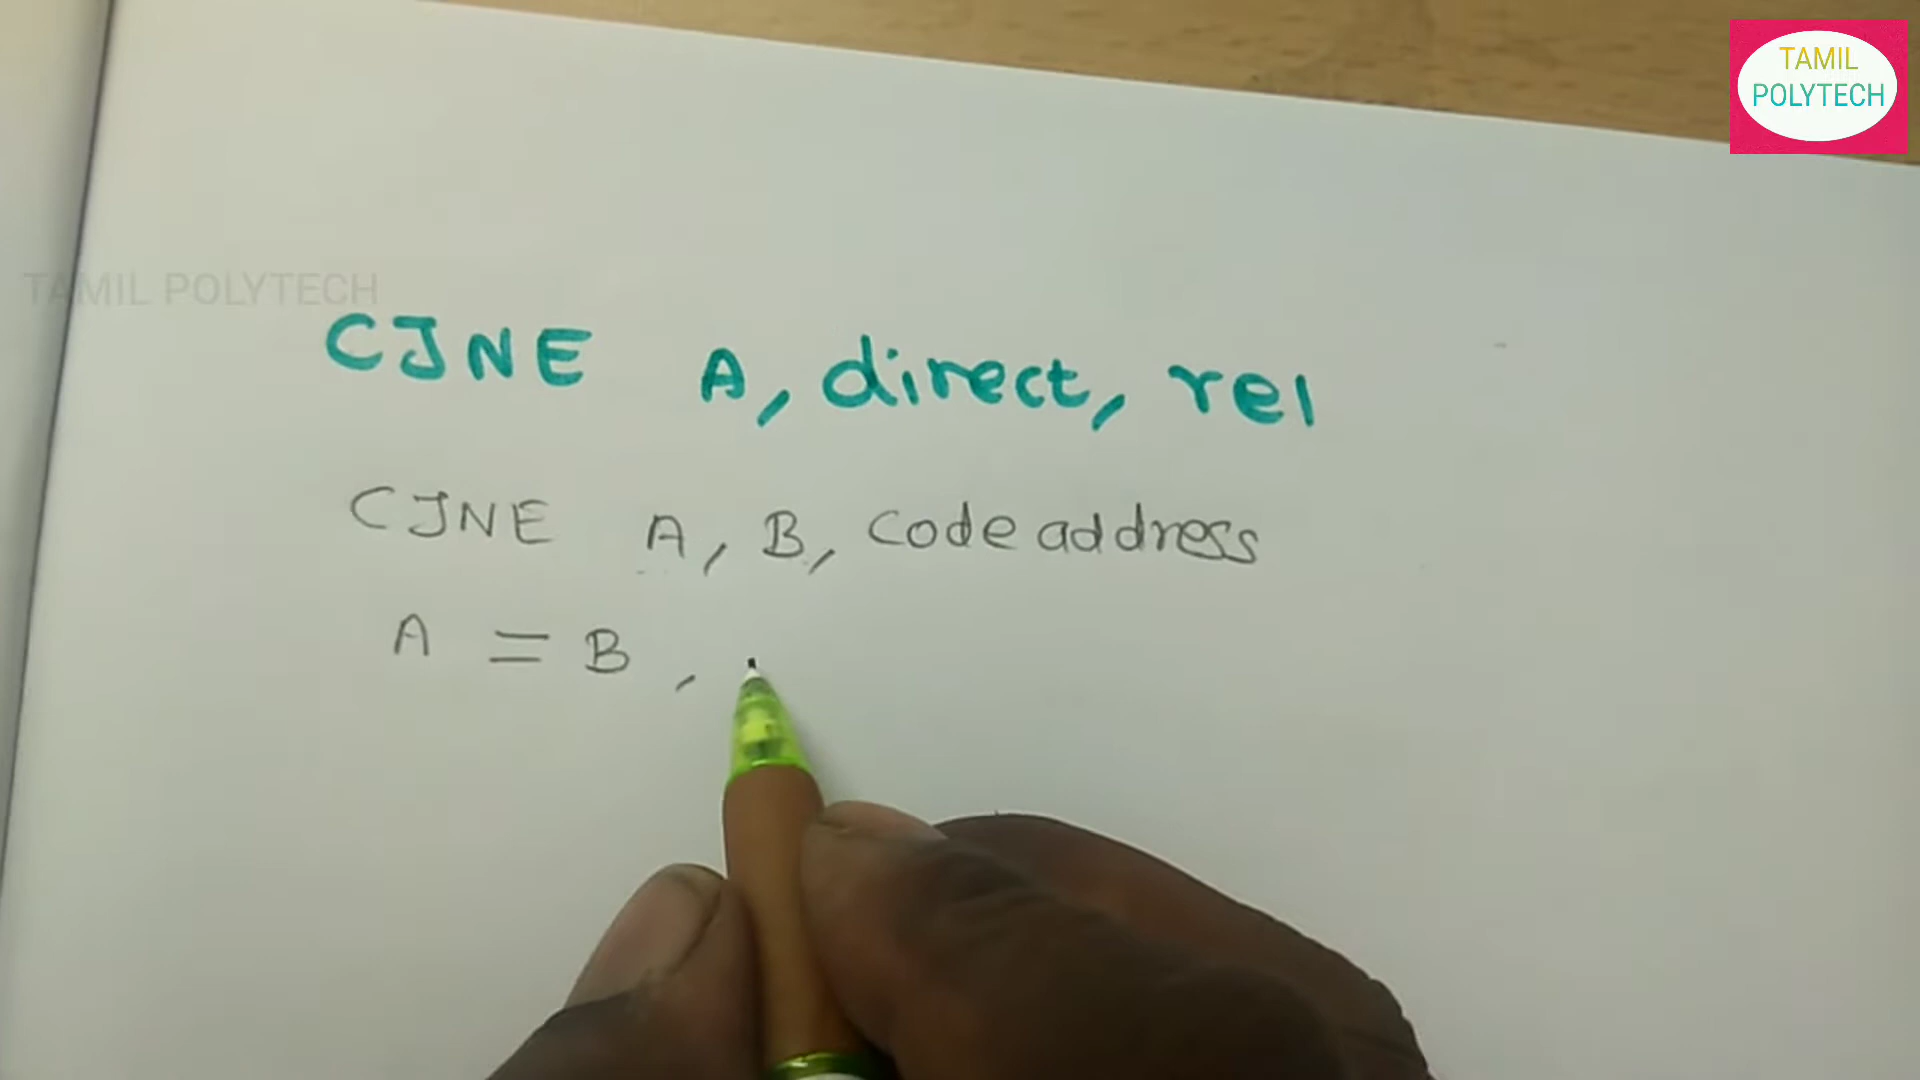 TAMIL
POLYTECH
TAMIL POLYTECH
CJNE A, direct, rel
CJNE A, B, Code address
A = B ,